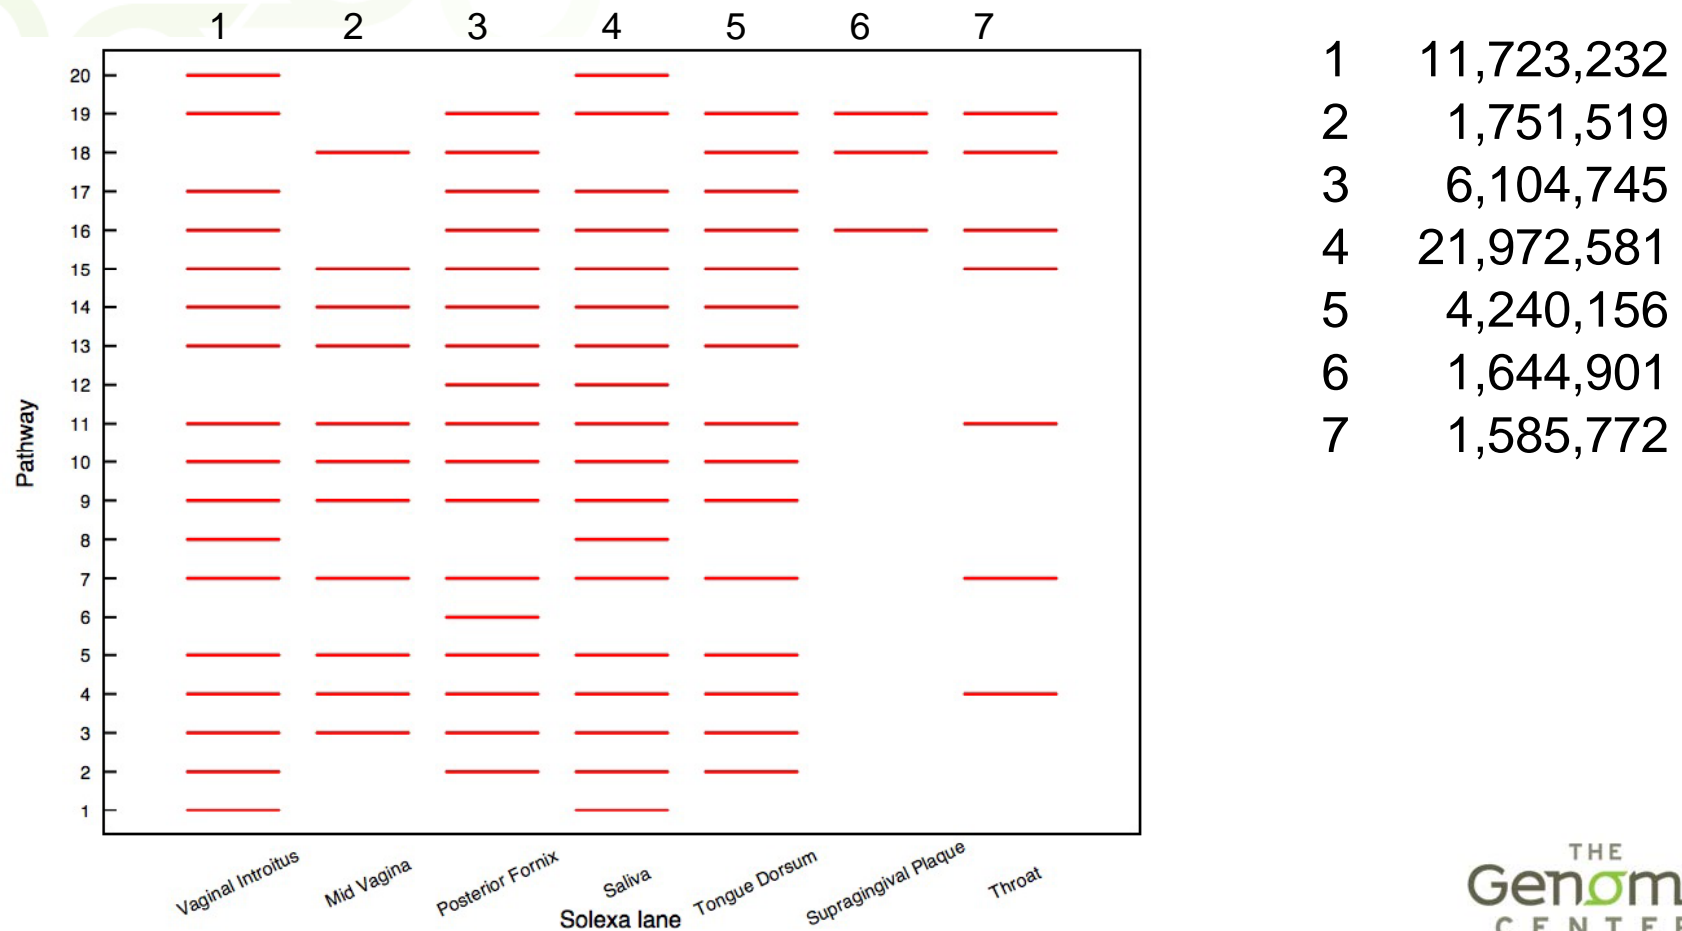 1 2 3 4 5 6 7
20
19
18
17
16
15
14
13
12
11
10
9
8
7
6
5
4
3
2
1
Pathway
Vaginal Introitus
Mid Vagina
Posterior Fornix
Saliva
Tongue Dorsum
Supragingival Plaque
Throat
Solexa lane
1 11,723,232
2 1,751,519
3 6,104,745
4 21,972,581
5 4,240,156
6 1,644,901
7 1,585,772
THE
Genom
CENTE